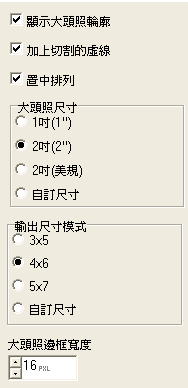 顯示大頭照輪廓
加上切割的虛線
置中排列
大頭照尺寸
1吋(1")
2吋(2")
2吋(美規)
自訂尺寸
輸出尺寸模式
3x5
4x6
5x7
自訂尺寸
大頭照邊框寬度
16 PXL